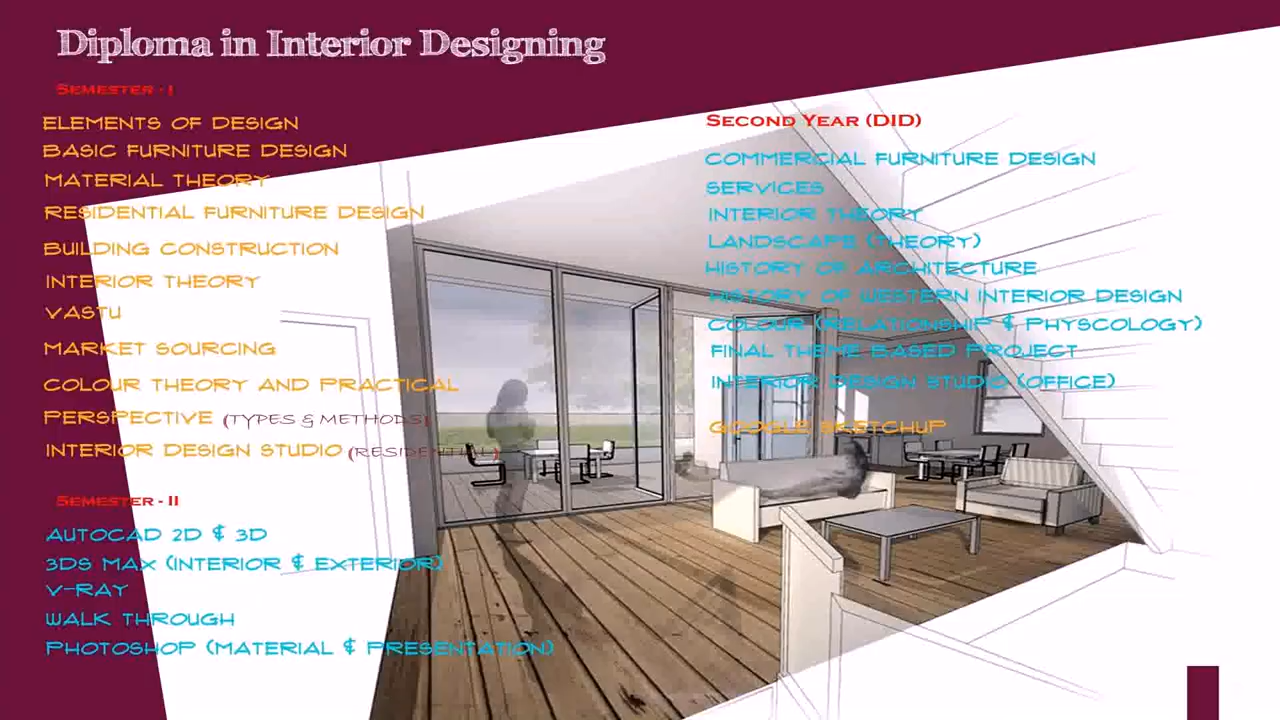 Diploma in Interior Designing
Semester - I
ELEMENTS OF DESIGN
BASIC FURNITURE DESIGN
MATERIAL THEORY
RESIDENTIAL FURNITURE DESIGN
BUILDING CONSTRUCTION
INTERIOR THEORY
VASTU
MARKET SOURCING
COLOUR THEORY AND PRACTICAL
PERSPECTIVE (TYPES & METHODS)
INTERIOR DESIGN STUDIO (RESIDENTIAL)
Semester - II
AUTOCAD 2D & 3D
3DS MAX (INTERIOR & EXTERIOR)
V-RAY
WALK THROUGH
PHOTOSHOP (MATERIAL & PRESENTATION)
Second Year (DID)
COMMERCIAL FURNITURE DESIGN
SERVICES
INTERIOR THEORY
LANDSCAPE (THEORY)
HISTORY OF ARCHITECTURE
HISTORY OF WESTERN INTERIOR DESIGN
COLOUR (RELATIONSHIP & PHYSCOLOGY)
FINAL THEME BASED PROJECT
INTERIOR DESIGN STUDIO (OFFICE)
GOOGLE SKETCHUP